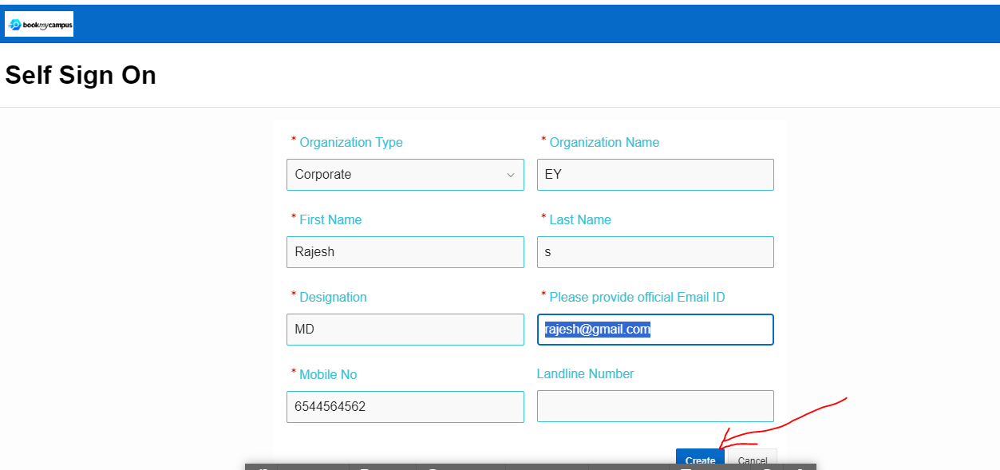 bookmycampus
Self Sign On
* Organization Type
* Organization Name
Corporate
EY
* First Name
* Last Name
Rajesh
s
* Designation
* Please provide official Email ID
MD
rajesh@gmail.com
* Mobile No
Landline Number
6544564562
Create
Cancel